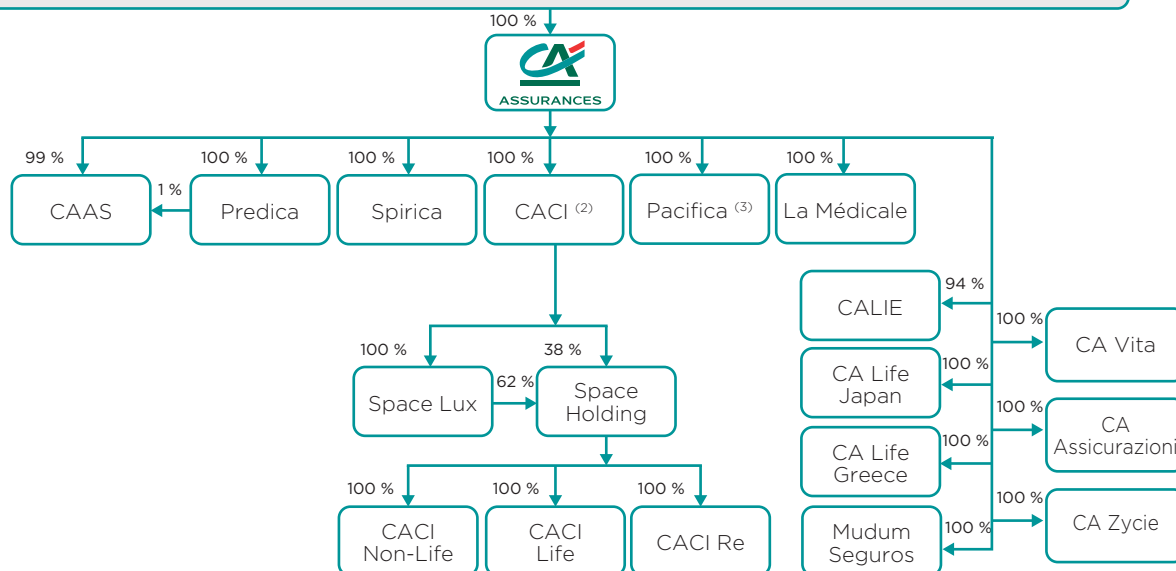 100 %
CA
ASSURANCES
99 %
100 %
100 %
100 %
100 %
100 %
CAAS
1 %
Predica
Spirica
CACI (2)
Pacifica (3)
La Médicale
CALIE
94 %
100 %
CA Vita
100 %
38 %
Space Lux
62 %
Space
Holding
CA Life
Japan
100 %
100 %
CA
Assicurazioni
CA Life
Greece
100 %
100 %
100 %
100 %
CACI
Non-Life
CACI
Life
CACI Re
Mudum
Seguros
100 %
100 %
CA Zycie